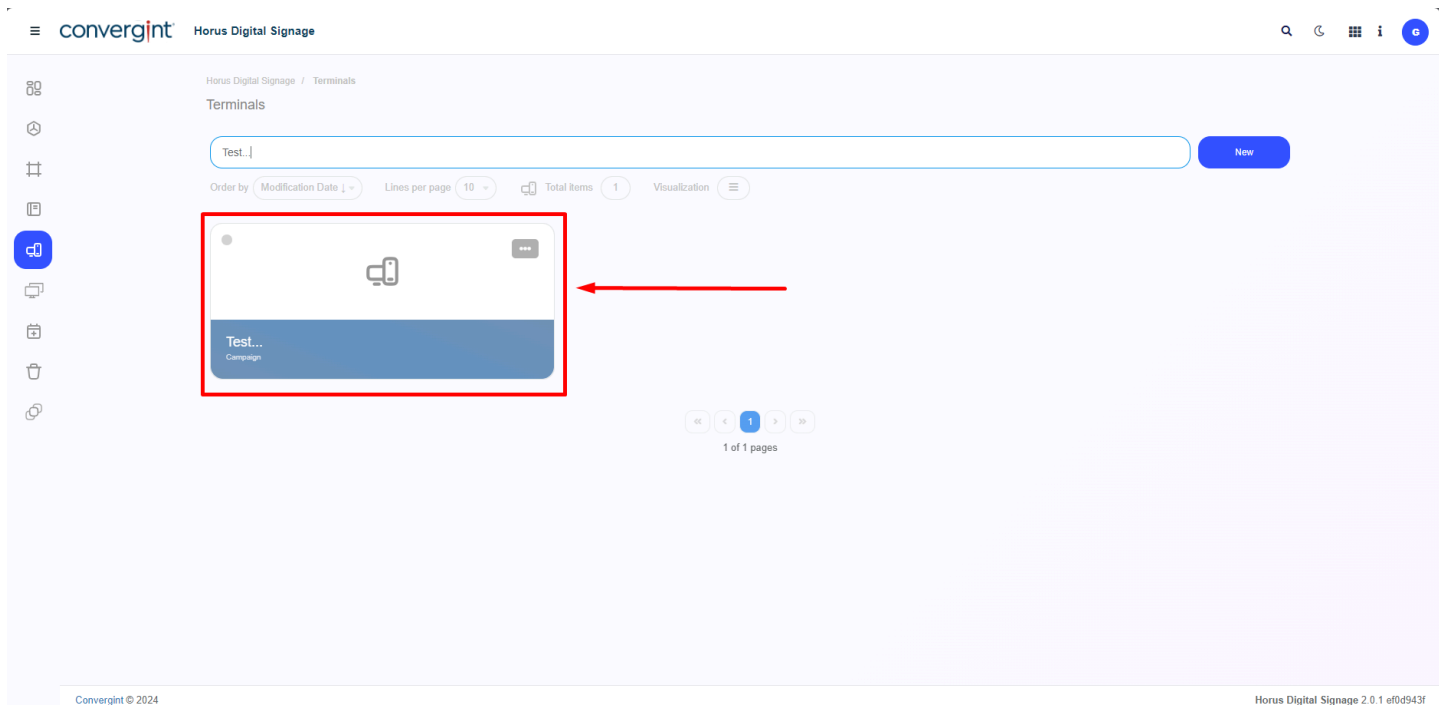 convergint Horus Digital Signage G
Horus Digital Signage / Terminals
Terminals
Test... New
Order by Modification Date ↓ Lines per page 10 Total items 1 Visualization
Test...
Campaign
« ‹ 1 › »
1 of 1 pages
Convergint © 2024 Horus Digital Signage 2.0.1 ef0d943f